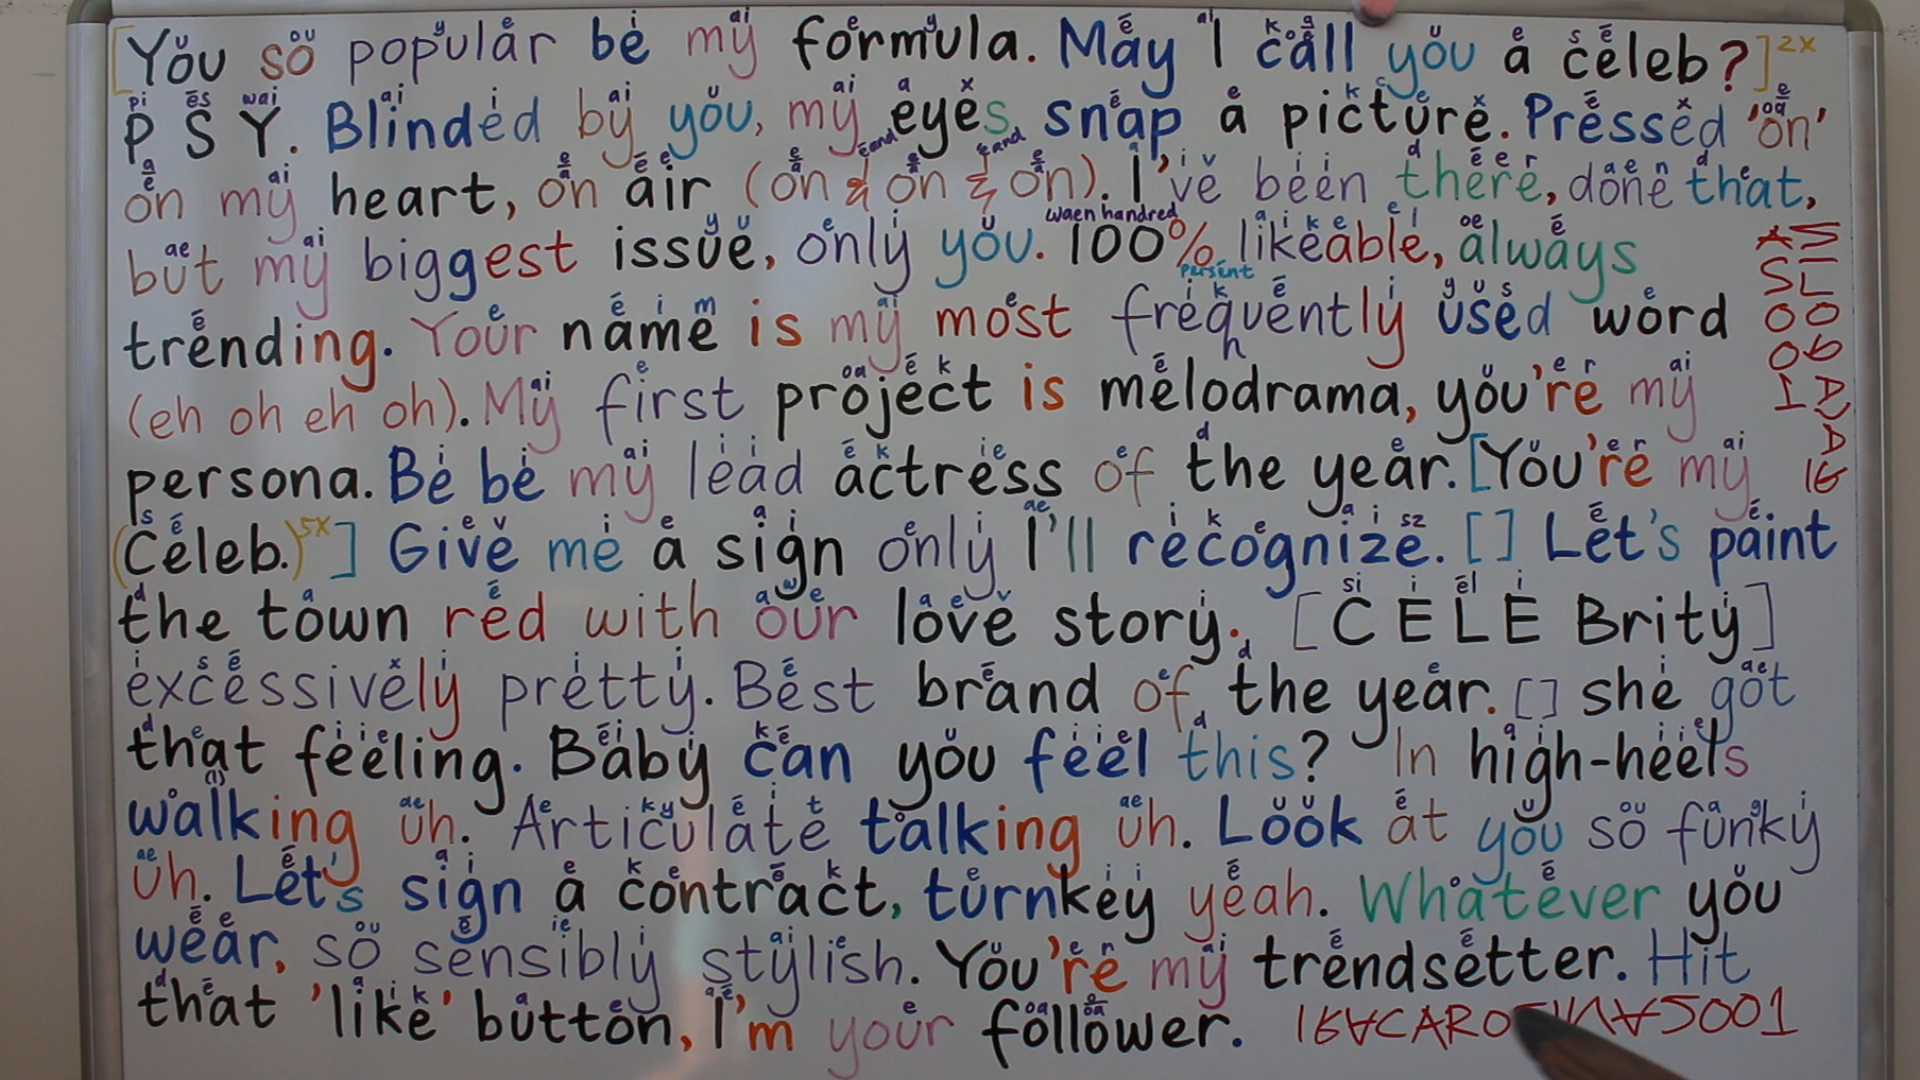 [You so popular be my formula. May I call you a celeb?]2x
P S Y. Blinded by you, my eyes snap a picture. Pressed 'on'
on my heart, on air (on & on & on). I've been there, done that,
but my biggest issue, only you. 100% likeable, always
trending. Your name is my most frequently used word
(eh oh eh oh). My first project is melodrama, you're my
persona. Be be my lead actress of the year. [You're my
(Celeb.)5x] Give me a sign only I'll recognize. [] Let's paint
the town red with our love story. [C E L E Brity]
excessively pretty. Best brand of the year. [] she got
that feeling. Baby can you feel this? In high-heels
walking uh. Articulate talking uh. Look at you so funky
uh. Let's sign a contract, turnkey yeah. Whatever you
wear, so sensibly stylish. You're my trendsetter. Hit
that 'like' button, I'm your follower.